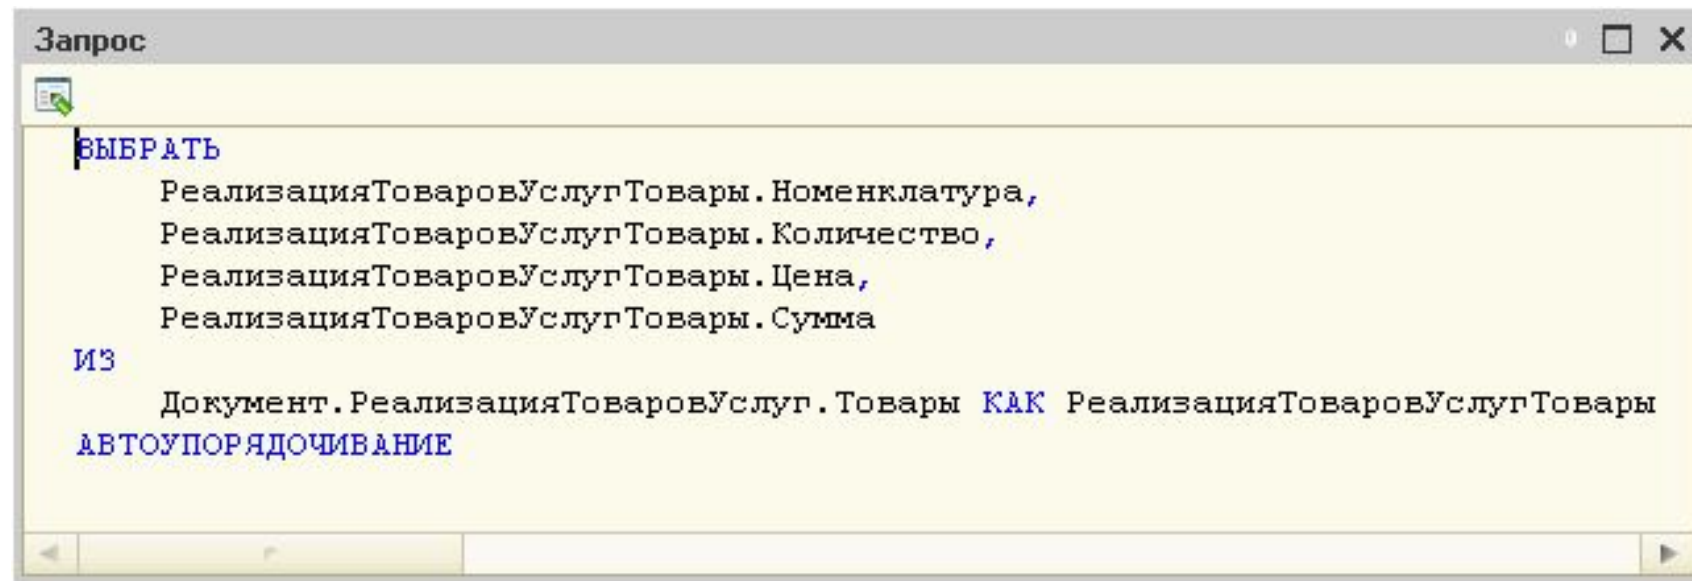 Запрос
ВЫБРАТЬ
РеализацияТоваровУслугТовары.Номенклатура,
РеализацияТоваровУслугТовары.Количество,
РеализацияТоваровУслугТовары.Цена,
РеализацияТоваровУслугТовары.Сумма
ИЗ
Документ.РеализацияТоваровУслуг.Товары КАК РеализацияТоваровУслугТовары
АВТОУПОРЯДОЧИВАНИЕ